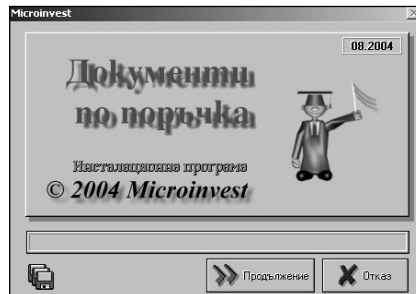 Microinvest
08.2004
Документи
по поръчка
Инсталационна програма
© 2004 Microinvest
Продължение
Отказ